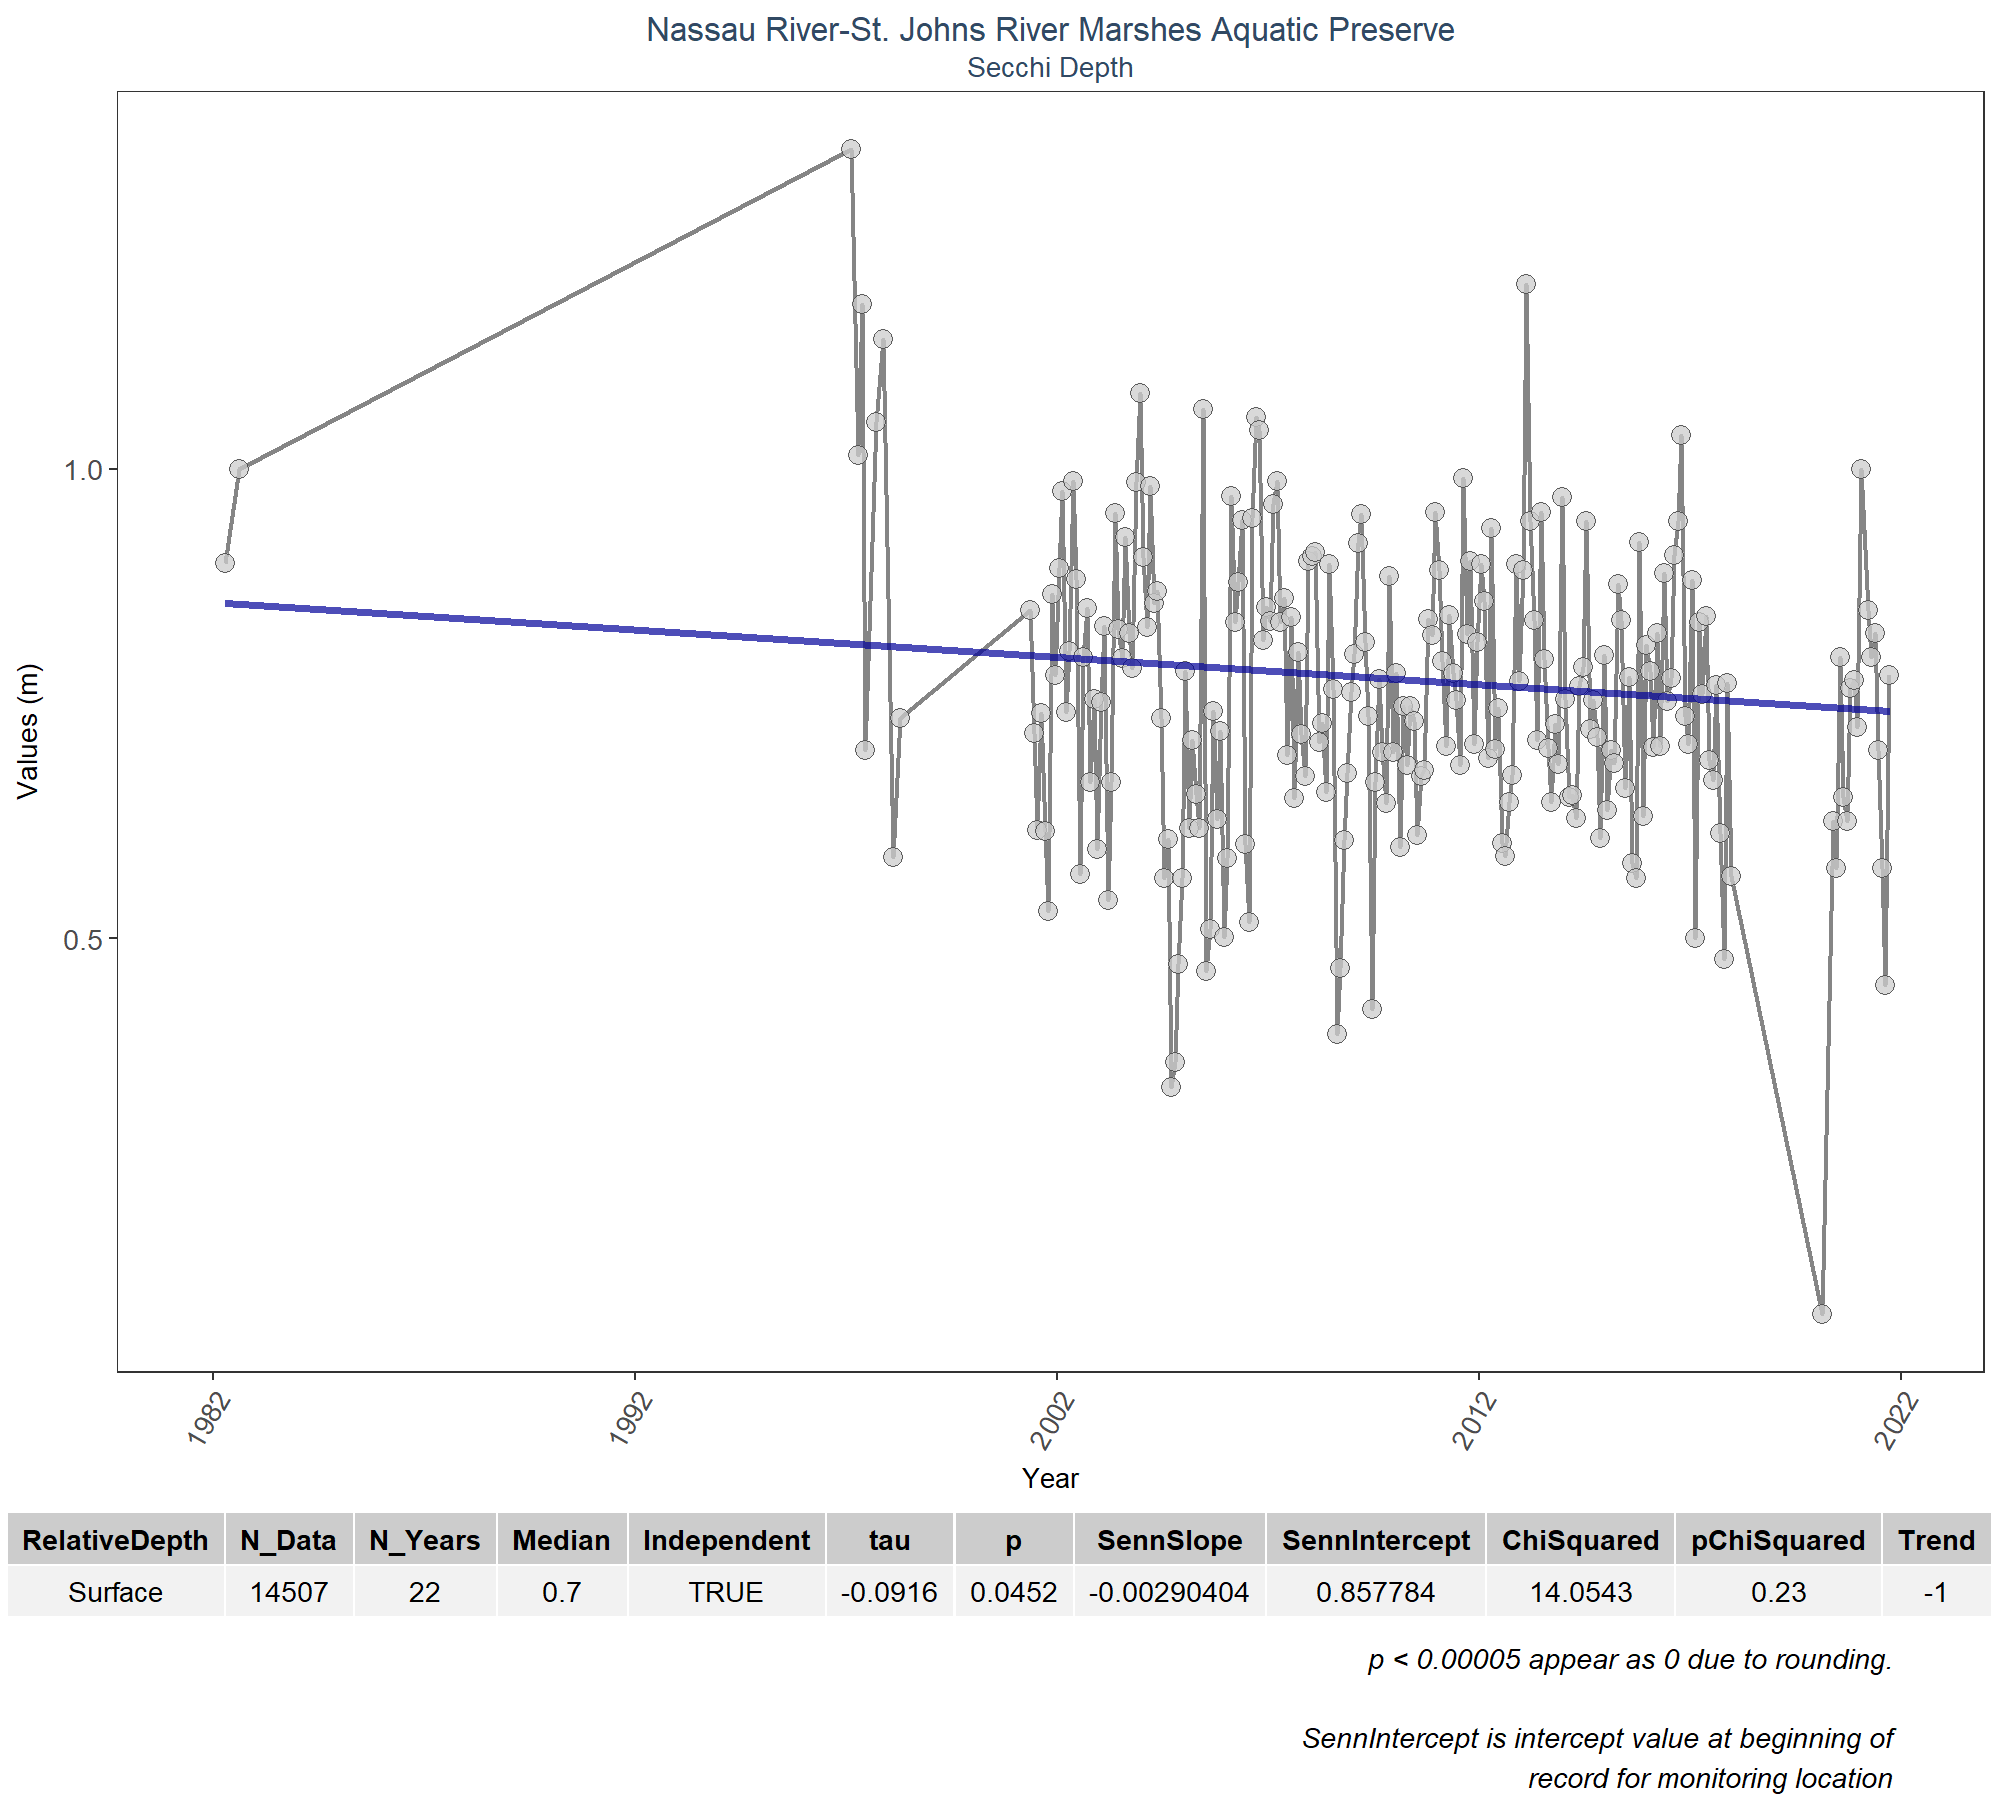 Nassau River-St. Johns River Marshes Aquatic Preserve
Secchi Depth
Values (m)
1.0
0.5
1982 1992 2002 2012 2022
Year
RelativeDepth N_Data N_Years Median Independent tau p SennSlope SennIntercept ChiSquared pChiSquared Trend
Surface 14507 22 0.7 TRUE -0.0916 0.0452 -0.00290404 0.857784 14.0543 0.23 -1
p < 0.00005 appear as 0 due to rounding.
SennIntercept is intercept value at beginning of
record for monitoring location